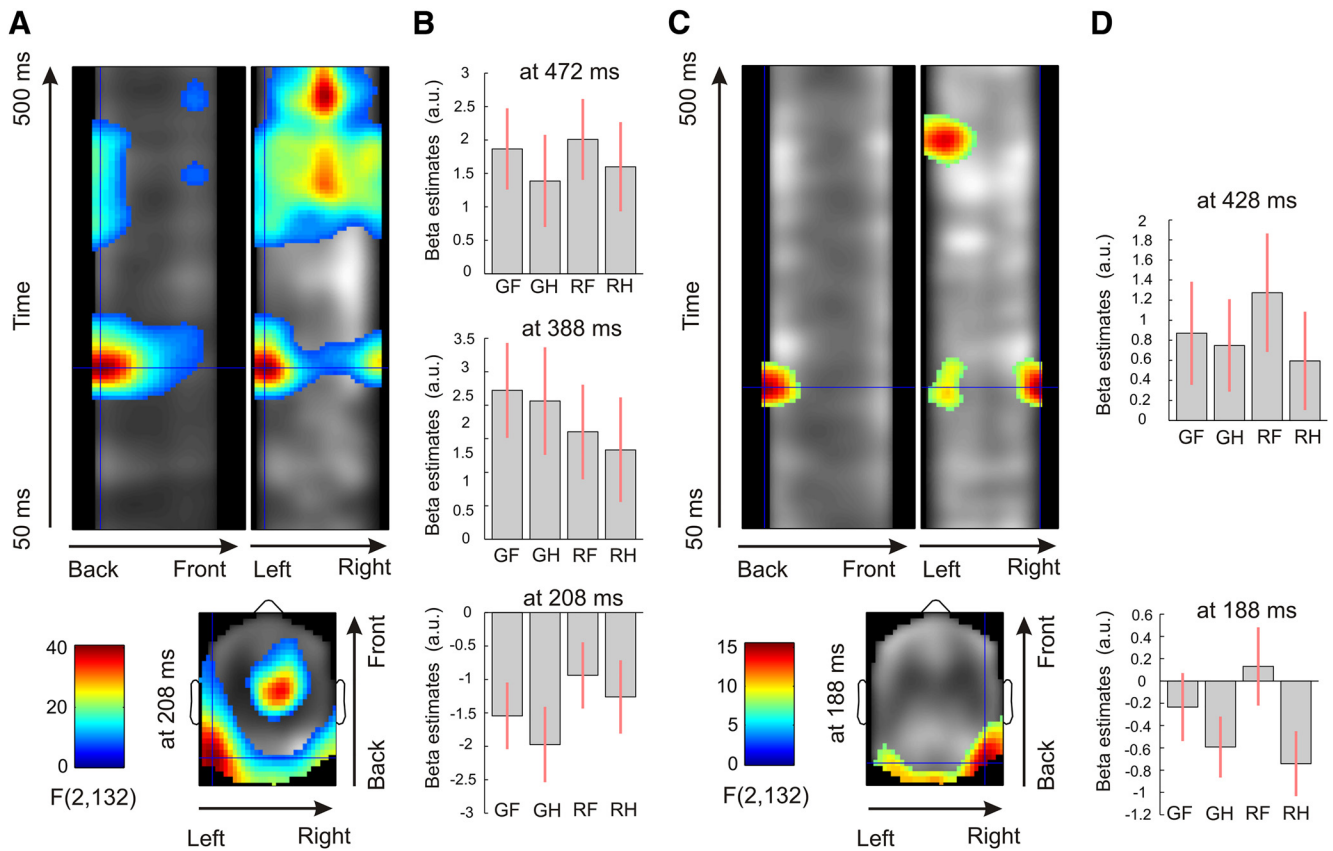 A
500 ms
Time
50 ms
Back Front Left Right
40
20
0
F(2,132)
at 208 ms
Front
Back
Left Right
B
at 472 ms
Beta estimates (a.u.)
3
2.5
2
1.5
1
0.5
0
GF GH RF RH
at 388 ms
Beta estimates (a.u.)
3.5
3
2.5
2
1.5
1
0.5
0
GF GH RF RH
at 208 ms
Beta estimates (a.u.)
0
-0.5
-1
-1.5
-2
-2.5
-3
GF GH RF RH
C
500 ms
Time
50 ms
Back Front Left Right
15
10
5
0
F(2,132)
at 188 ms
Front
Back
Left Right
D
at 428 ms
Beta estimates (a.u.)
2
1.8
1.6
1.4
1.2
1
0.8
0.6
0.4
0.2
0
GF GH RF RH
at 188 ms
Beta estimates (a.u.)
0.6
0.4
0.2
0
-0.2
-0.4
-0.6
-0.8
-1
-1.2
GF GH RF RH